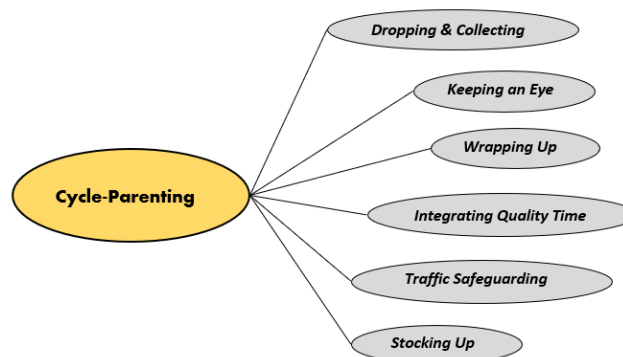 Dropping & Collecting
Keeping an Eye
Wrapping Up
Cycle-Parenting
Integrating Quality Time
Traffic Safeguarding
Stocking Up